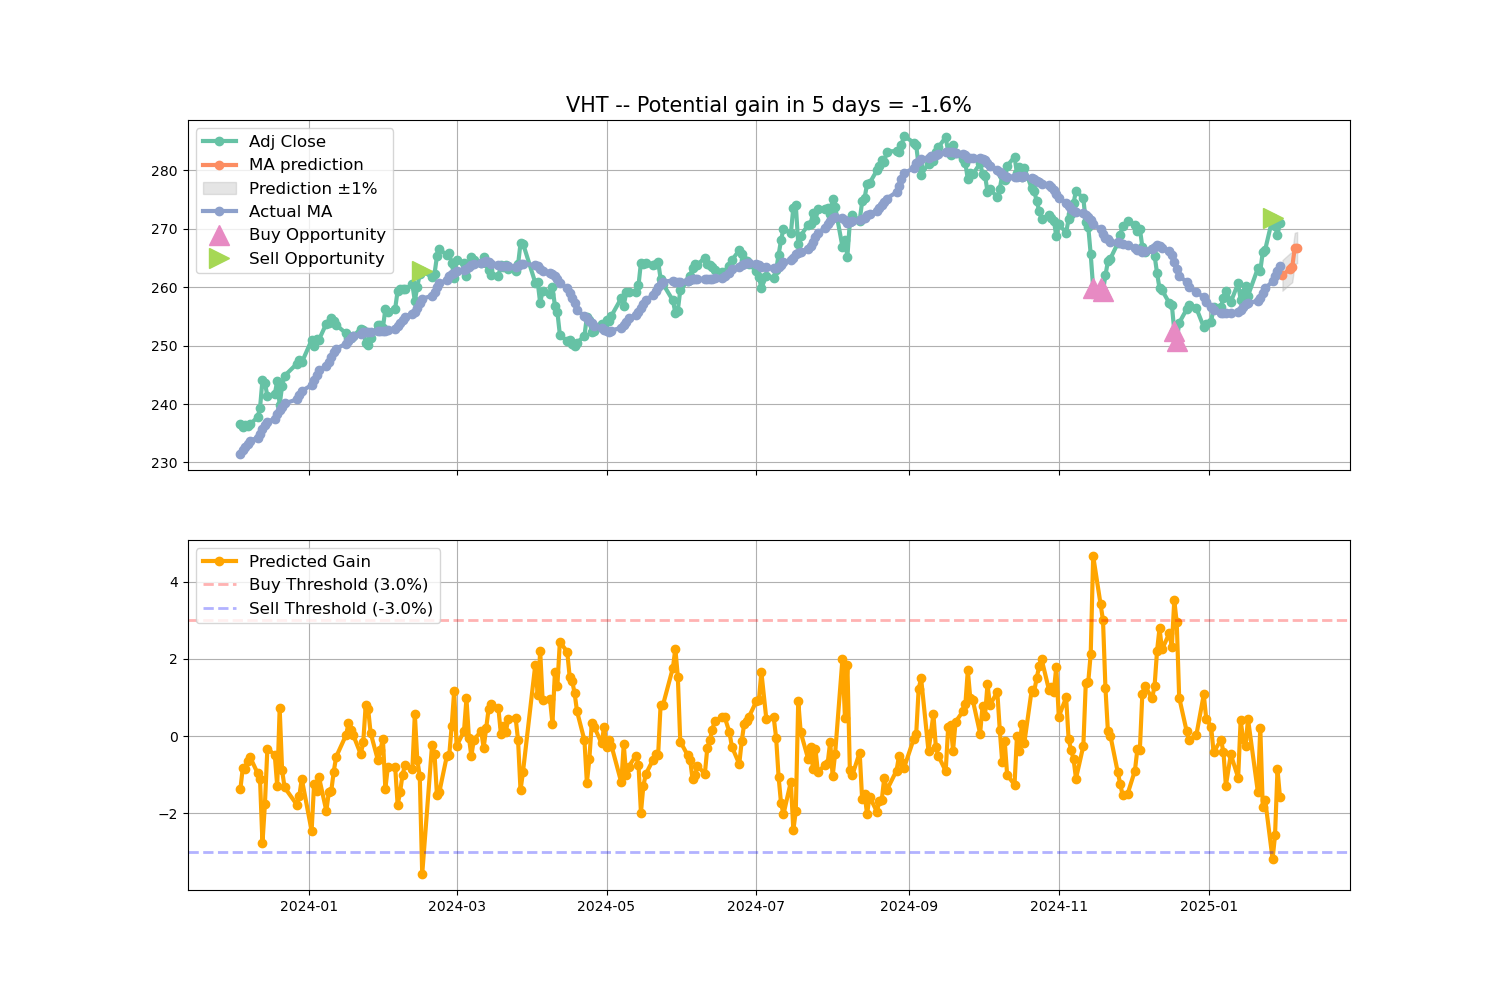 VHT -- Potential gain in 5 days = -1.6%
Adj Close
MA prediction
Prediction ±1%
Actual MA
Buy Opportunity
Sell Opportunity
280
270
260
250
240
230
Predicted Gain
Buy Threshold (3.0%)
Sell Threshold (-3.0%)
4
2
0
−2
2024-01 2024-03 2024-05 2024-07 2024-09 2024-11 2025-01